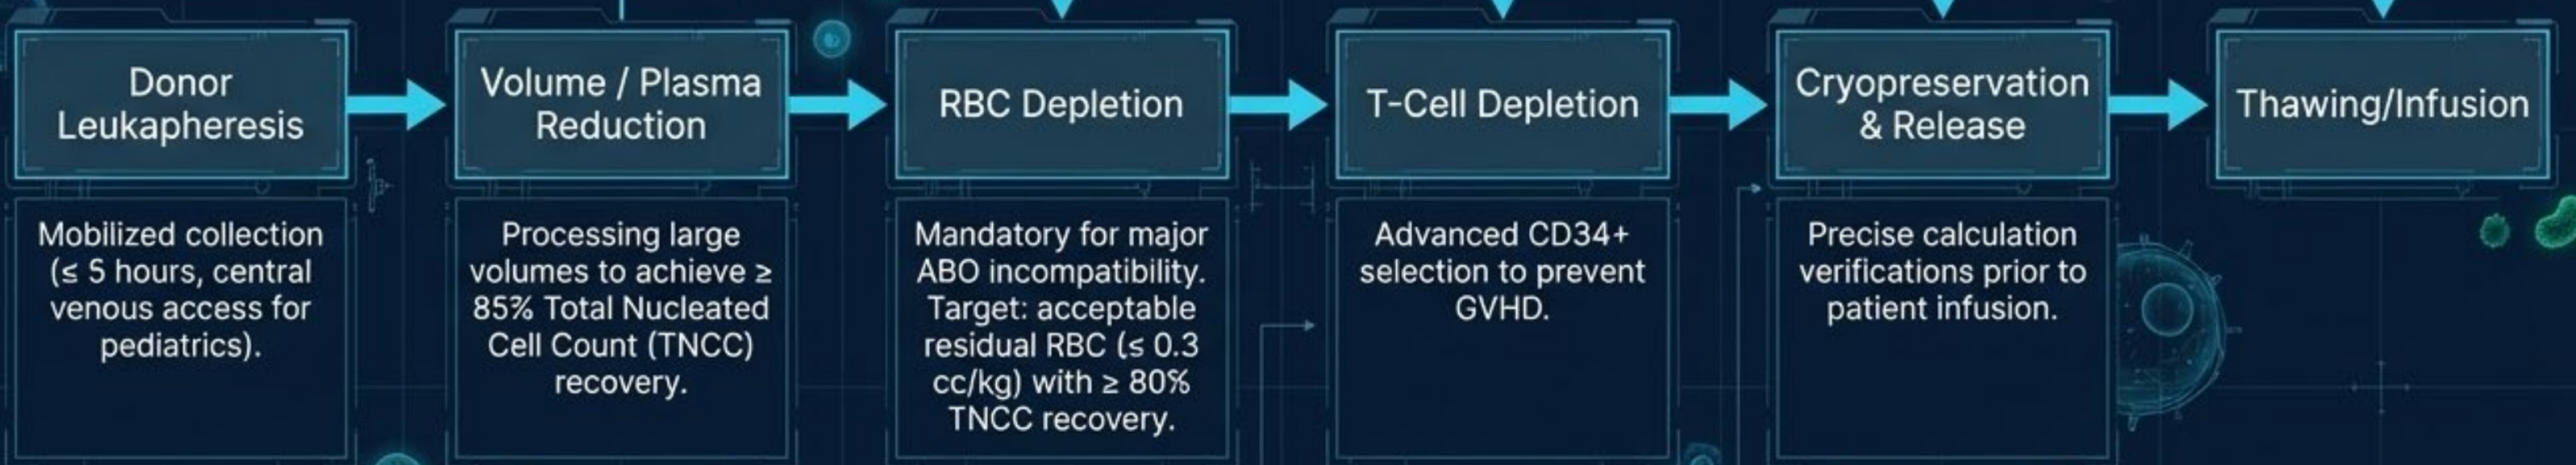 Donor
Leukapheresis
Volume / Plasma
Reduction
RBC Depletion
T-Cell Depletion
Cryopreservation
& Release
Thawing/Infusion
Mobilized collection
(≤ 5 hours, central
venous access for
pediatrics).
Processing large
volumes to achieve ≥
85% Total Nucleated
Cell Count (TNCC)
recovery.
Mandatory for major
ABO incompatibility.
Target: acceptable
residual RBC (≤ 0.3
cc/kg) with ≥ 80%
TNCC recovery.
Advanced CD34+
selection to prevent
GVHD.
Precise calculation
verifications prior to
patient infusion.